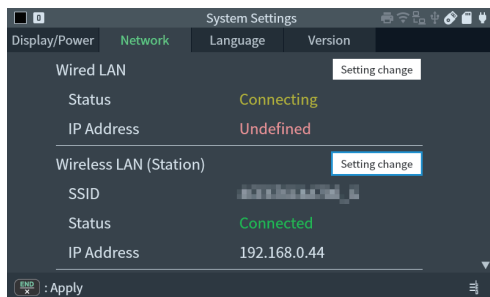 0 System Settings
Display/Power Network Language Version
Wired LAN Setting change
Status Connecting
IP Address Undefined
Wireless LAN (Station) Setting change
SSID
Status Connected
IP Address 192.168.0.44
END × : Apply